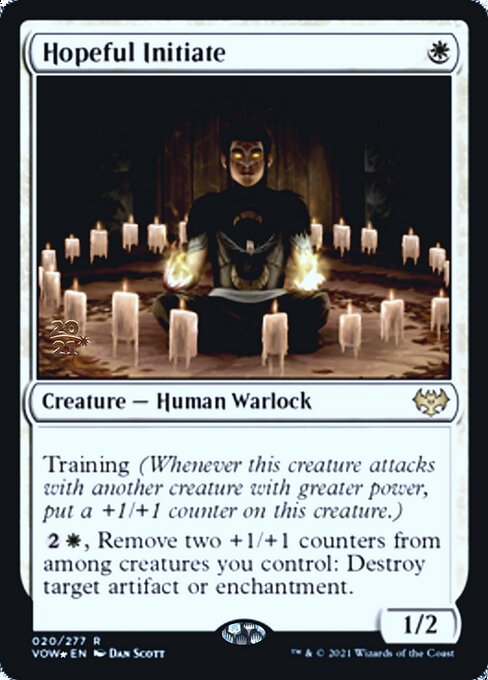 Hopeful Initiate
20
21*
Creature — Human Warlock
Training (Whenever this creature attacks
with another creature with greater power,
put a +1/+1 counter on this creature.)
2, Remove two +1/+1 counters from
among creatures you control: Destroy
target artifact or enchantment.
1/2
020/277 R
VOW★EN Dan Scott
™ & © 2021 Wizards of the Coast